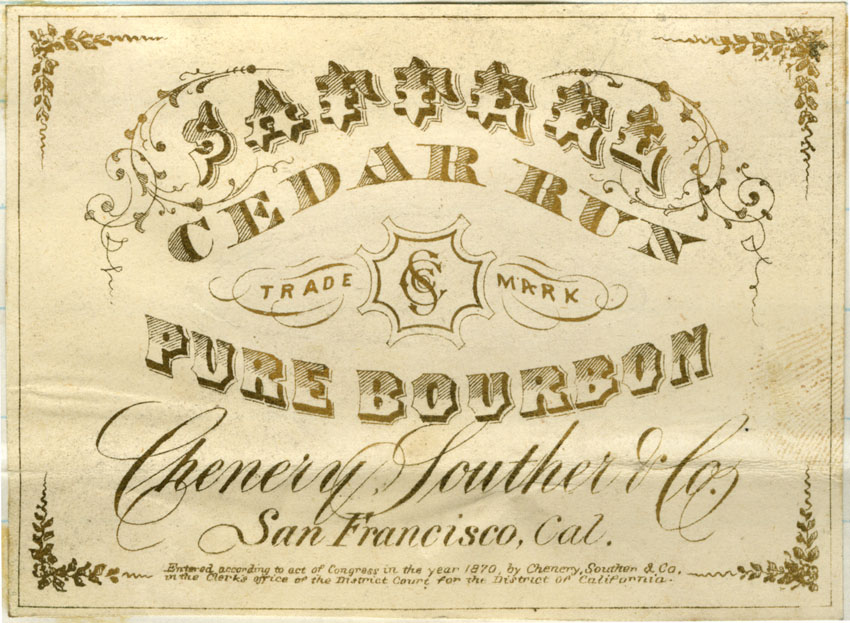 SAFFELL
CEDAR RUN
TRADE MARK
PURE BOURBON
Chenery, Souther & Co.
San Francisco, Cal.
Entered according to act of Congress in the year 1870, by Chenery, Souther & Co.
in the Clerk's office of the District Court for the District of California.